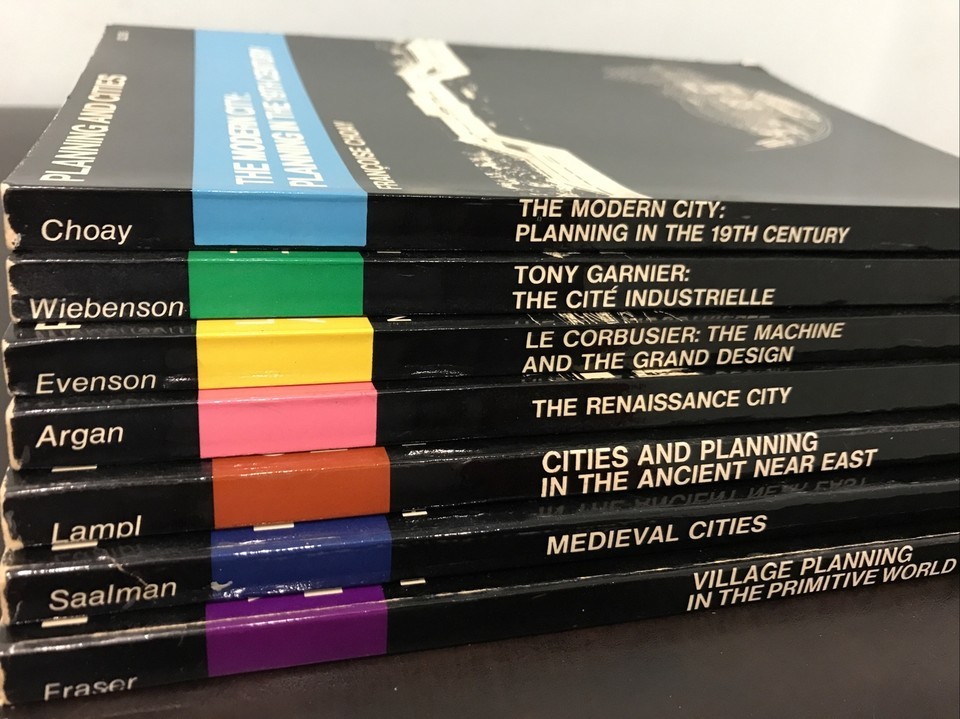 PLANNING AND CITIES
THE MODERN CITY:
PLANNING IN THE 19TH CENTURY
FRANÇOISE CHOAY
Choay
THE MODERN CITY:
PLANNING IN THE 19TH CENTURY
Wiebenson
TONY GARNIER:
THE CITÉ INDUSTRIELLE
Evenson
LE CORBUSIER: THE MACHINE
AND THE GRAND DESIGN
Argan
THE RENAISSANCE CITY
Lampl
CITIES AND PLANNING
IN THE ANCIENT NEAR EAST
Saalman
MEDIEVAL CITIES
Fraser
VILLAGE PLANNING
IN THE PRIMITIVE WORLD